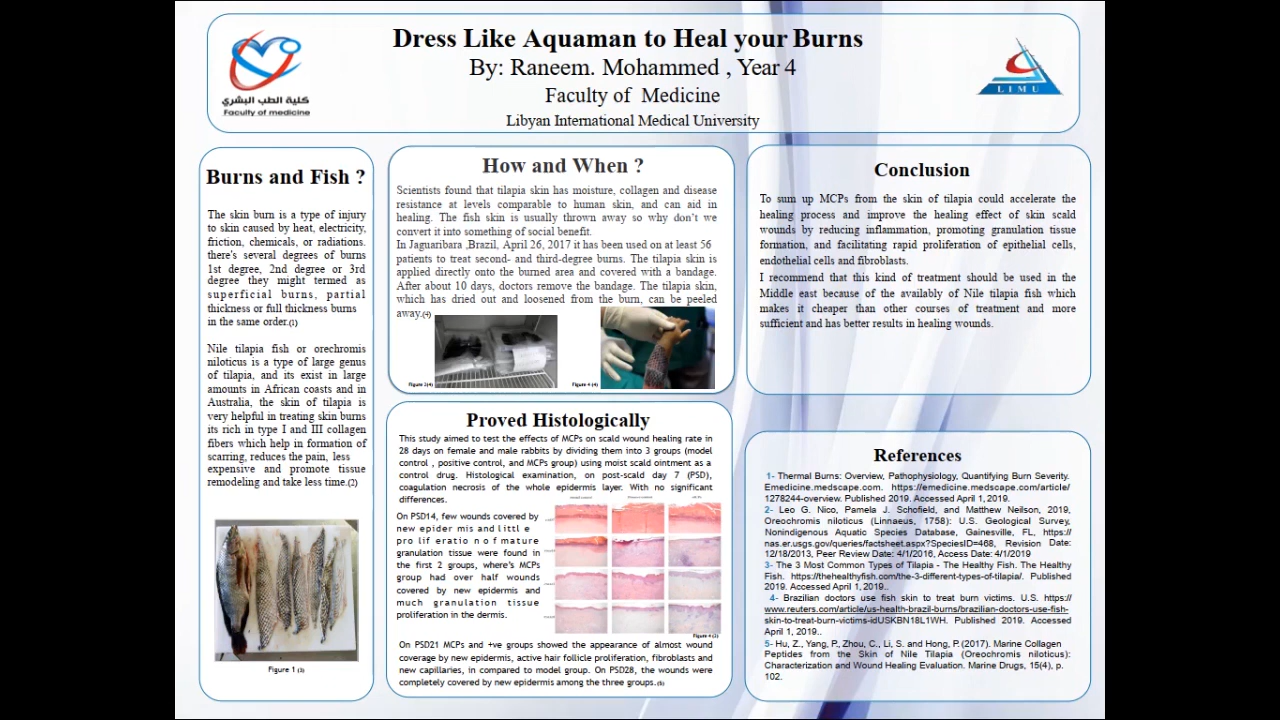 Dress Like Aquaman to Heal your Burns
By: Raneem. Mohammed , Year 4
Faculty of Medicine
Libyan International Medical University
كلية الطب البشري
Faculty of medicine
LIMU
Burns and Fish ?
The skin burn is a type of injury
to skin caused by heat, electricity,
friction, chemicals, or radiations.
there's several degrees of burns
1st degree, 2nd degree or 3rd
degree they might termed as
superficial burns, partial
thickness or full thickness burns
in the same order.(1)
Nile tilapia fish or orechromis
niloticus is a type of large genus
of tilapia, and its exist in large
amounts in African coasts and in
Australia, the skin of tilapia is
very helpful in treating skin burns
its rich in type I and III collagen
fibers which help in formation of
scarring, reduces the pain, less
expensive and promote tissue
remodeling and take less time.(2)
Figure 1 (3)
How and When ?
Scientists found that tilapia skin has moisture, collagen and disease
resistance at levels comparable to human skin, and can aid in
healing. The fish skin is usually thrown away so why don't we
convert it into something of social benefit.
In Jaguaribara ,Brazil, April 26, 2017 it has been used on at least 56
patients to treat second- and third-degree burns. The tilapia skin is
applied directly onto the burned area and covered with a bandage.
After about 10 days, doctors remove the bandage. The tilapia skin,
which has dried out and loosened from the burn, can be peeled
away.(4)
Figure 3(4)
Figure 4 (4)
Proved Histologically
This study aimed to test the effects of MCPs on scald wound healing rate in
28 days on female and male rabbits by dividing them into 3 groups (model
control , positive control, and MCPs group) using moist scald ointment as a
control drug. Histological examination, on post-scald day 7 (PSD),
coagulation necrosis of the whole epidermis layer. With no significant
differences.
On PSD14, few wounds covered by
new epider mis and l i tt l e
pro lif eratio n o f mature
granulation tissue were found in
the first 2 groups, where's MCPs
group had over half wounds
covered by new epidermis and
much granulation tissue
proliferation in the dermis.
Figure 4 (2)
On PSD21 MCPs and +ve groups showed the appearance of almost wound
coverage by new epidermis, active hair follicle proliferation, fibroblasts and
new capillaries, in compared to model group. On PSD28, the wounds were
completely covered by new epidermis among the three groups.(5)
Conclusion
To sum up MCPs from the skin of tilapia could accelerate the
healing process and improve the healing effect of skin scald
wounds by reducing inflammation, promoting granulation tissue
formation, and facilitating rapid proliferation of epithelial cells,
endothelial cells and fibroblasts.
I recommend that this kind of treatment should be used in the
Middle east because of the availably of Nile tilapia fish which
makes it cheaper than other courses of treatment and more
sufficient and has better results in healing wounds.
References
1- Thermal Burns: Overview, Pathophysiology, Quantifying Burn Severity.
Emedicine.medscape.com. https://emedicine.medscape.com/article/
1278244-overview. Published 2019. Accessed April 1, 2019.
2- Leo G. Nico, Pamela J. Schofield, and Matthew Neilson, 2019,
Oreochromis niloticus (Linnaeus, 1758): U.S. Geological Survey,
Nonindigenous Aquatic Species Database, Gainesville, FL, https://
nas.er.usgs.gov/queries/factsheet.aspx?SpeciesID=468, Revision Date:
12/18/2013, Peer Review Date: 4/1/2016, Access Date: 4/1/2019
3- The 3 Most Common Types of Tilapia - The Healthy Fish. The Healthy
Fish. https://thehealthyfish.com/the-3-different-types-of-tilapia/. Published
2019. Accessed April 1, 2019..
4- Brazilian doctors use fish skin to treat burn victims. U.S. https://
www.reuters.com/article/us-health-brazil-burns/brazilian-doctors-use-fish-
skin-to-treat-burn-victims-idUSKBN18L1WH. Published 2019. Accessed
April 1, 2019..
5- Hu, Z., Yang, P., Zhou, C., Li, S. and Hong, P. (2017). Marine Collagen
Peptides from the Skin of Nile Tilapia (Oreochromis niloticus):
Characterization and Wound Healing Evaluation. Marine Drugs, 15(4), p.
102.